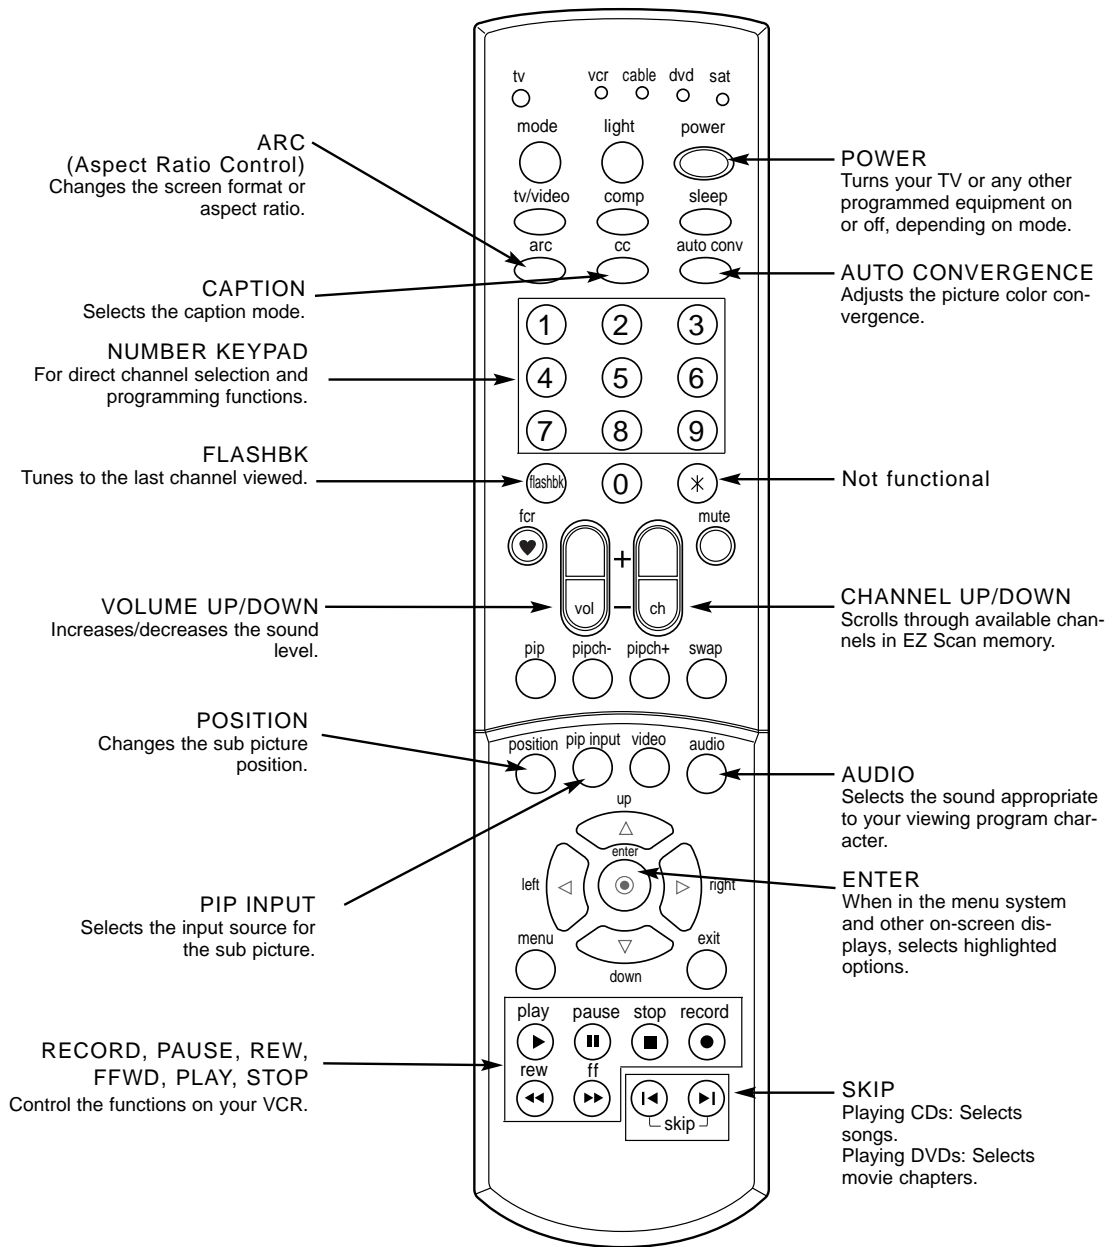 tv vcr cable dvd sat
mode light power
ARC
(Aspect Ratio Control)
Changes the screen format or
aspect ratio.
POWER
Turns your TV or any other
programmed equipment on
or off, depending on mode.
tv/video comp sleep
arc cc auto conv
CAPTION
Selects the caption mode.
AUTO CONVERGENCE
Adjusts the picture color con-
vergence.
1 2 3
NUMBER KEYPAD
For direct channel selection and
programming functions.
4 5 6
7 8 9
FLASHBK
Tunes to the last channel viewed.
flashbk 0
Not functional
fcr mute
+
VOLUME UP/DOWN
Increases/decreases the sound
level.
vol – ch
CHANNEL UP/DOWN
Scrolls through available chan-
nels in EZ Scan memory.
pip pipch- pipch+ swap
POSITION
Changes the sub picture
position.
position pip input video audio
AUDIO
Selects the sound appropriate
to your viewing program char-
acter.
up
enter
left right
ENTER
When in the menu system
and other on-screen dis-
plays, selects highlighted
options.
PIP INPUT
Selects the input source for
the sub picture.
menu exit
down
play pause stop record
RECORD, PAUSE, REW,
FFWD, PLAY, STOP
Control the functions on your VCR.
rew ff
skip
SKIP
Playing CDs: Selects
songs.
Playing DVDs: Selects
movie chapters.